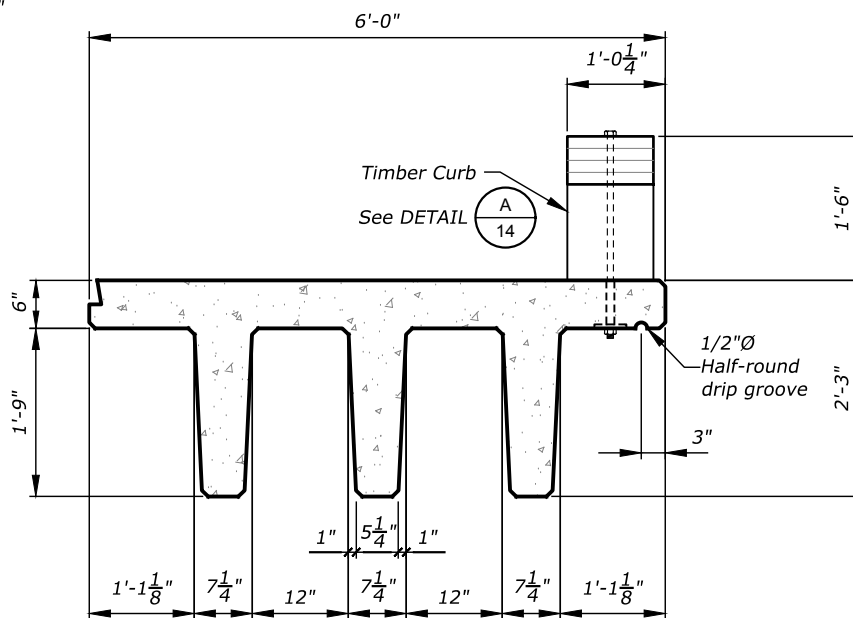 "
6'-0"
1'-0 1/4"
Timber Curb
See DETAIL
A
14
1'-6"
6"
1/2"Ø
Half-round
drip groove
1'-9"
2'-3"
3"
1" 5 1/4" 1"
1'-1 1/8" 7 1/4" 12" 7 1/4" 12" 7 1/4" 1'-1 1/8"